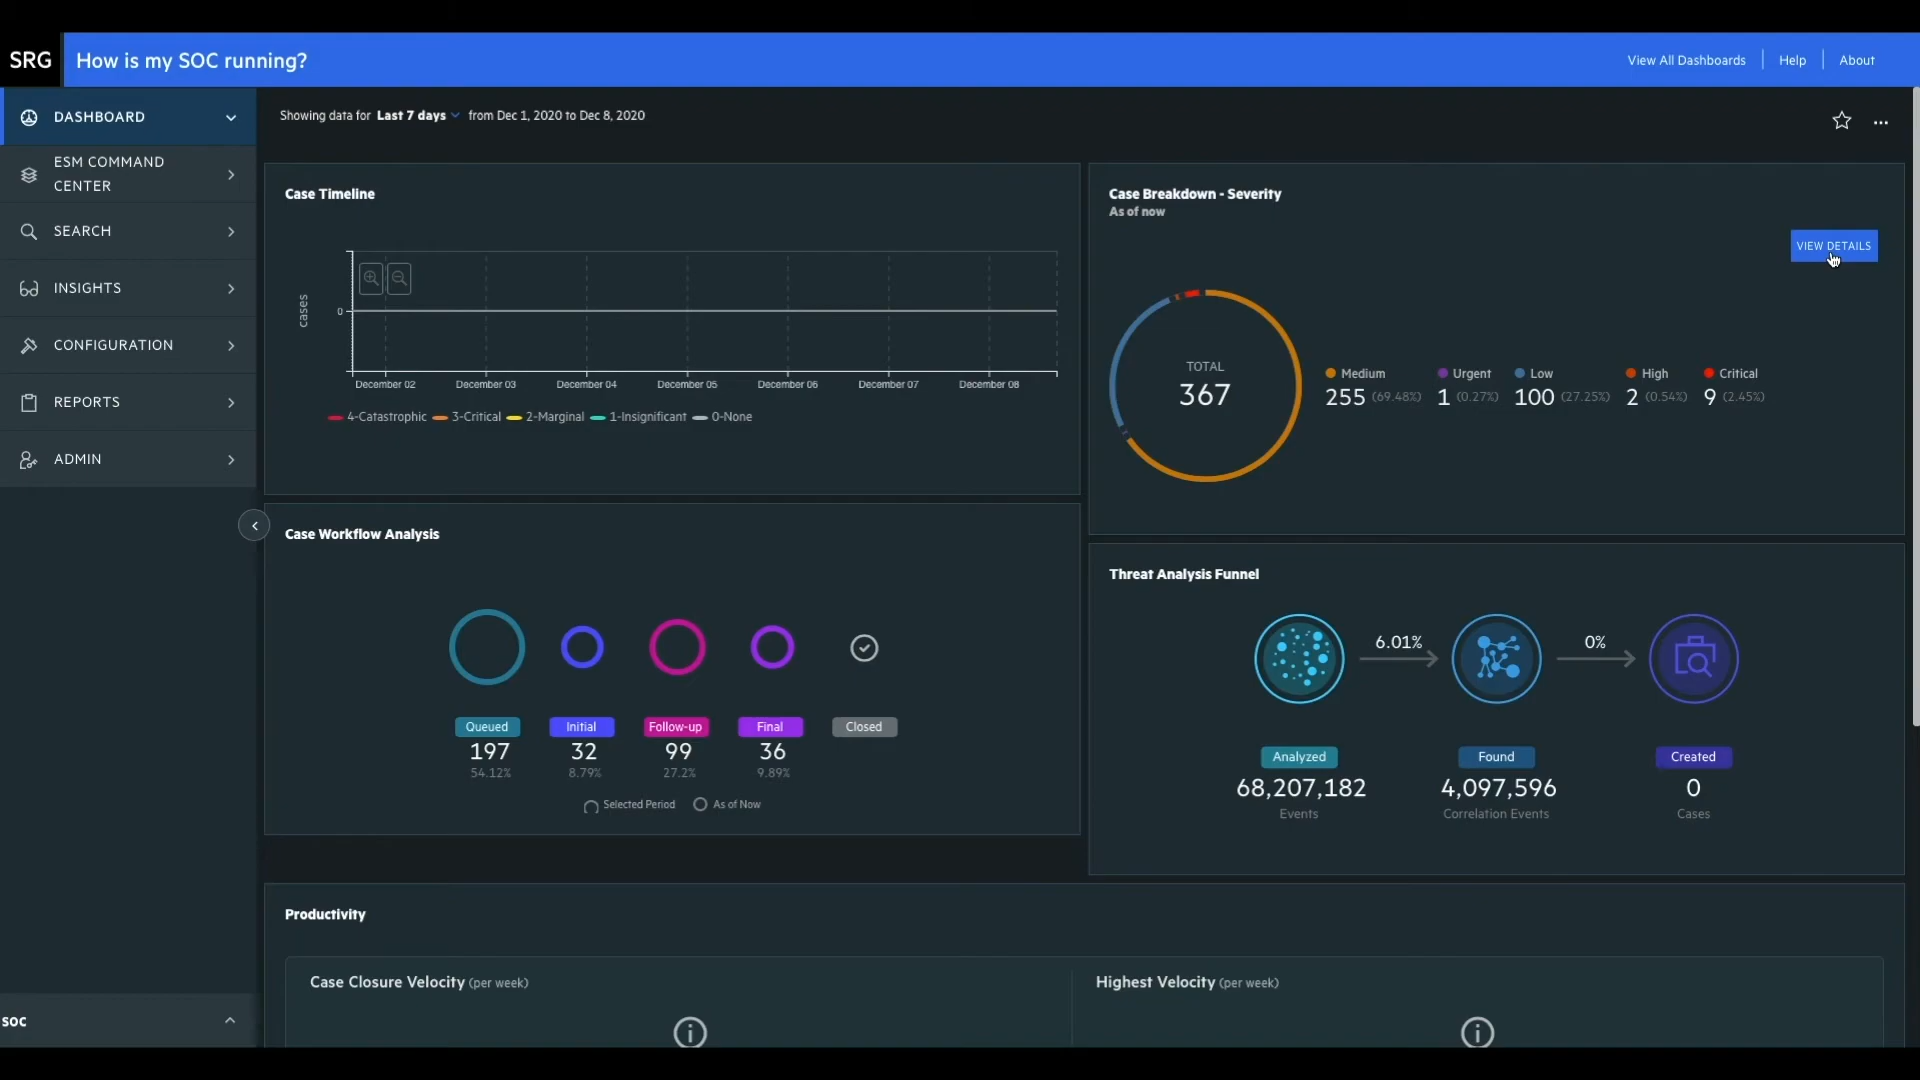 SRG
How is my SOC running?
View All Dashboards
Help
About
DASHBOARD
ESM COMMAND
CENTER
SEARCH
INSIGHTS
CONFIGURATION
REPORTS
ADMIN
soc
Showing data for Last 7 days from Dec 1, 2020 to Dec 8, 2020
...
Case Timeline
cases
0
December 02 December 03 December 04 December 05 December 06 December 07 December 08
4-Catastrophic 3-Critical 2-Marginal 1-Insignificant 0-None
Case Breakdown - Severity
As of now
VIEW DETAILS
TOTAL
367
Medium Urgent Low High Critical
255 (69.48%) 1 (0.27%) 100 (27.25%) 2 (0.54%) 9 (2.45%)
Case Workflow Analysis
Queued Initial Follow-up Final Closed
197 32 99 36
54.12% 8.79% 27.2% 9.89%
Selected Period As of Now
Threat Analysis Funnel
6.01% 0%
Analyzed Found Created
68,207,182 4,097,596 0
Events Correlation Events Cases
Productivity
Case Closure Velocity (per week)
Highest Velocity (per week)